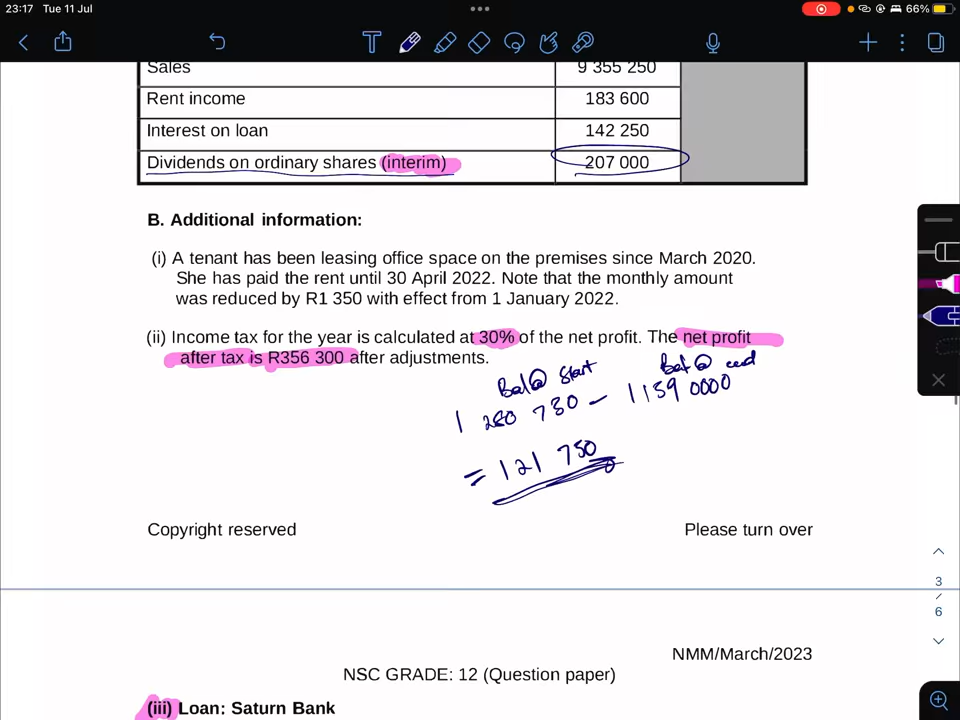 23:17 Tue 11 Jul
66%
Sales 9 355 250
Rent income 183 600
Interest on loan 142 250
Dividends on ordinary shares (interim) 207 000
B. Additional information:
(i) A tenant has been leasing office space on the premises since March 2020.
She has paid the rent until 30 April 2022. Note that the monthly amount
was reduced by R1 350 with effect from 1 January 2022.
(ii) Income tax for the year is calculated at 30% of the net profit. The net profit
after tax is R356 300 after adjustments.
Bal@ start Bal@ end
1 280 750 – 1159 0000
= 121 750
Copyright reserved Please turn over
3
/
6
NMM/March/2023
NSC GRADE: 12 (Question paper)
(iii) Loan: Saturn Bank